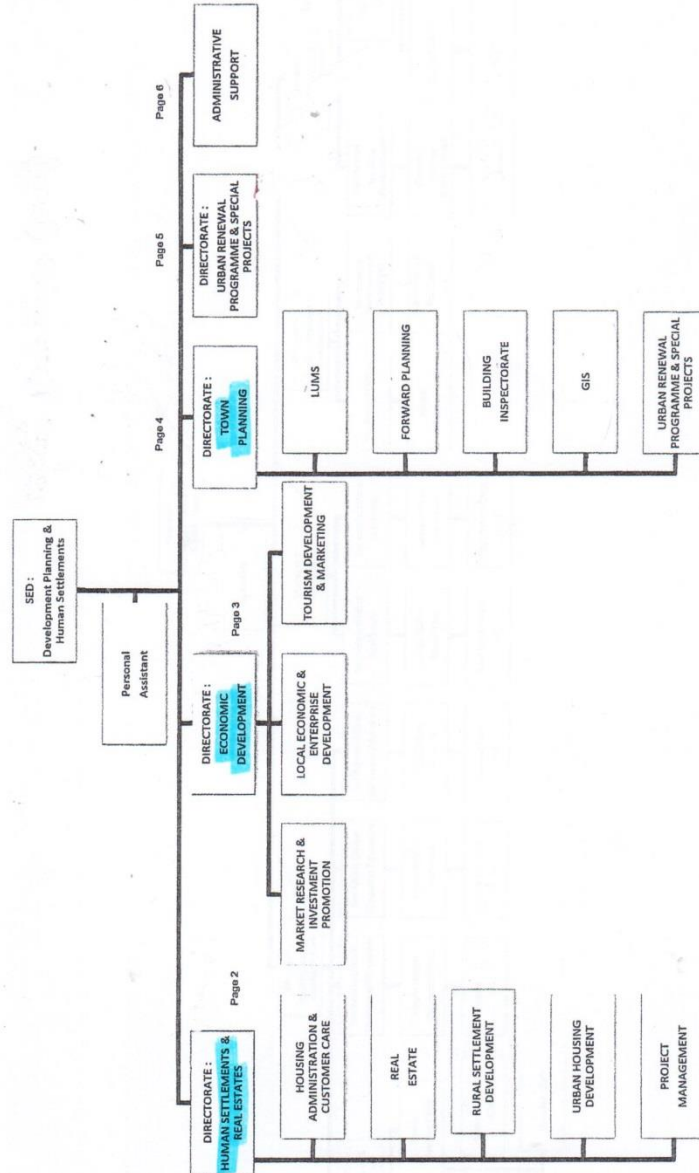 SED :
Development Planning &
Human Settlements
Personal
Assistant
Page 2
DIRECTORATE :
HUMAN SETTLEMENTS &
REAL ESTATES
HOUSING
ADMINISTRATION &
CUSTOMER CARE
REAL
ESTATE
RURAL SETTLEMENT
DEVELOPMENT
URBAN HOUSING
DEVELOPMENT
PROJECT
MANAGEMENT
Page 3
DIRECTORATE :
ECONOMIC
DEVELOPMENT
MARKET RESEARCH &
INVESTMENT
PROMOTION
LOCAL ECONOMIC &
ENTERPRISE
DEVELOPMENT
TOURISM DEVELOPMENT
& MARKETING
Page 4
DIRECTORATE :
TOWN
PLANNING
LUMS
FORWARD PLANNING
BUILDING
INSPECTORATE
GIS
URBAN RENEWAL
PROGRAMME & SPECIAL
PROJECTS
Page 5
DIRECTORATE :
URBAN RENEWAL
PROGRAMME & SPECIAL
PROJECTS
Page 6
ADMINISTRATIVE
SUPPORT